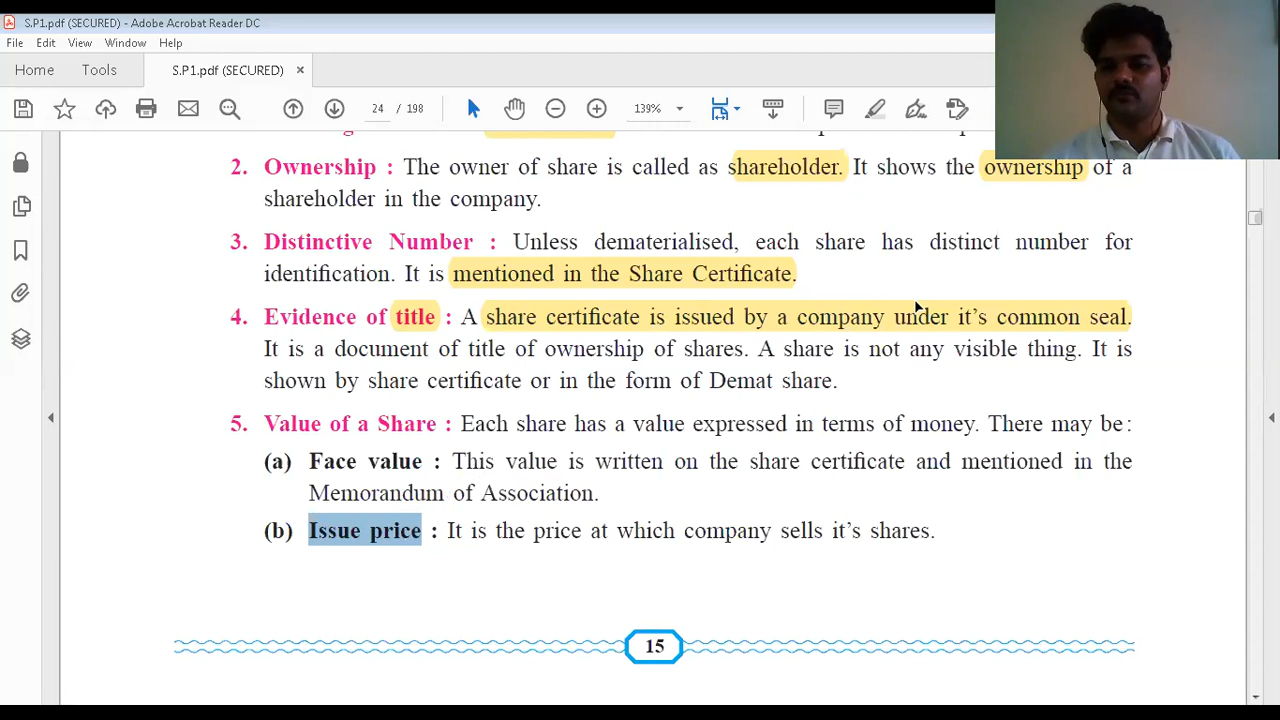 S.P1.pdf (SECURED) - Adobe Acrobat Reader DC
File Edit View Window Help
Home Tools S.P1.pdf (SECURED) ×
24 / 198 139%
2. Ownership : The owner of share is called as shareholder. It shows the ownership of a
shareholder in the company.
3. Distinctive Number : Unless dematerialised, each share has distinct number for
identification. It is mentioned in the Share Certificate.
4. Evidence of title : A share certificate is issued by a company under it's common seal.
It is a document of title of ownership of shares. A share is not any visible thing. It is
shown by share certificate or in the form of Demat share.
5. Value of a Share : Each share has a value expressed in terms of money. There may be :
(a) Face value : This value is written on the share certificate and mentioned in the
Memorandum of Association.
(b) Issue price : It is the price at which company sells it's shares.
15